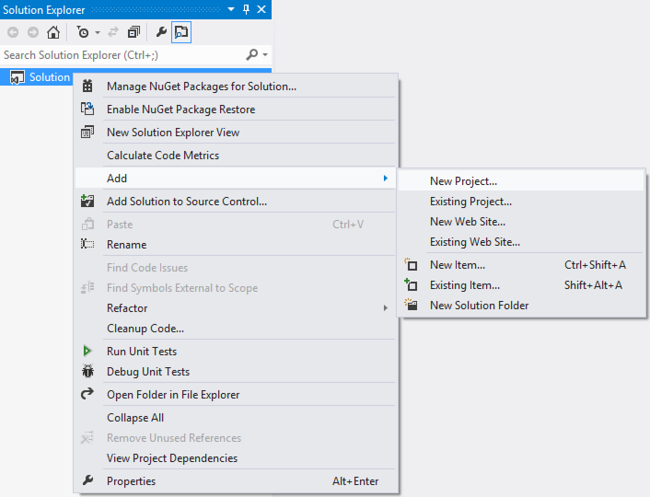 Solution Explorer
Search Solution Explorer (Ctrl+;)
Solution
Manage NuGet Packages for Solution...
Enable NuGet Package Restore
New Solution Explorer View
Calculate Code Metrics
Add
Add Solution to Source Control...
Paste Ctrl+V
Rename
Find Code Issues
Find Symbols External to Scope
Refactor
Cleanup Code...
Run Unit Tests
Debug Unit Tests
Open Folder in File Explorer
Collapse All
Remove Unused References
View Project Dependencies
Properties Alt+Enter
New Project...
Existing Project...
New Web Site...
Existing Web Site...
New Item... Ctrl+Shift+A
Existing Item... Shift+Alt+A
New Solution Folder